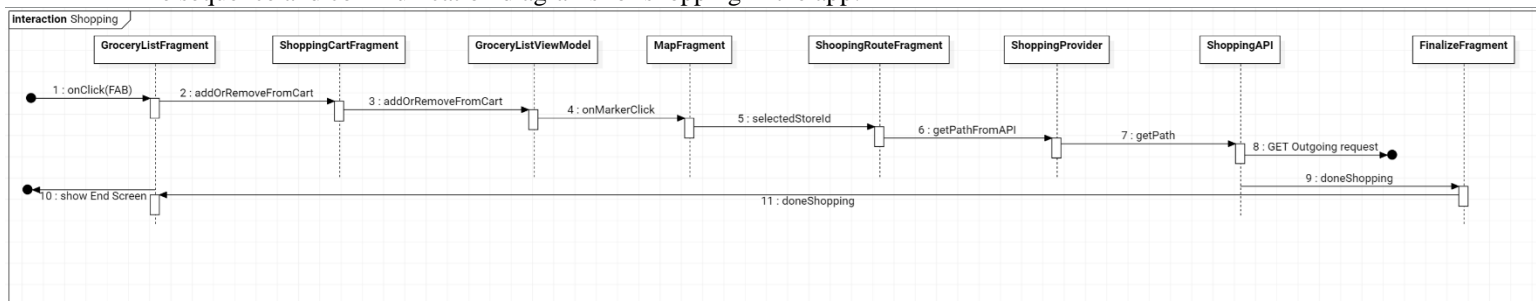 interaction Shopping
GroceryListFragment
ShoppingCartFragment
GroceryListViewModel
MapFragment
ShoopingRouteFragment
ShoppingProvider
ShoppingAPI
FinalizeFragment
1 : onClick(FAB)
2 : addOrRemoveFromCart
3 : addOrRemoveFromCart
4 : onMarkerClick
5 : selectedStoreId
6 : getPathFromAPI
7 : getPath
8 : GET Outgoing request
9 : doneShopping
10 : show End Screen
11 : doneShopping